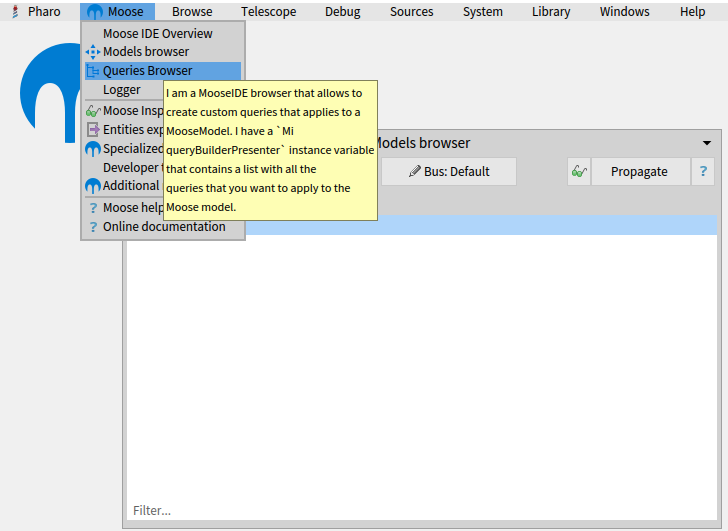 Pharo Moose Browse Telescope Debug Sources System Library Windows Help
Moose IDE Overview
Models browser
Queries Browser
Logger
Moose Insp
Entities exp
Specialized
Developer t
Additional
Moose help
? Online documentation
I am a MooseIDE browser that allows to
create custom queries that applies to a
MooseModel. I have a `Mi
queryBuilderPresenter` instance variable
that contains a list with all the
queries that you want to apply to the
Moose model.
Models browser
Bus: Default
Propagate
?
Filter...